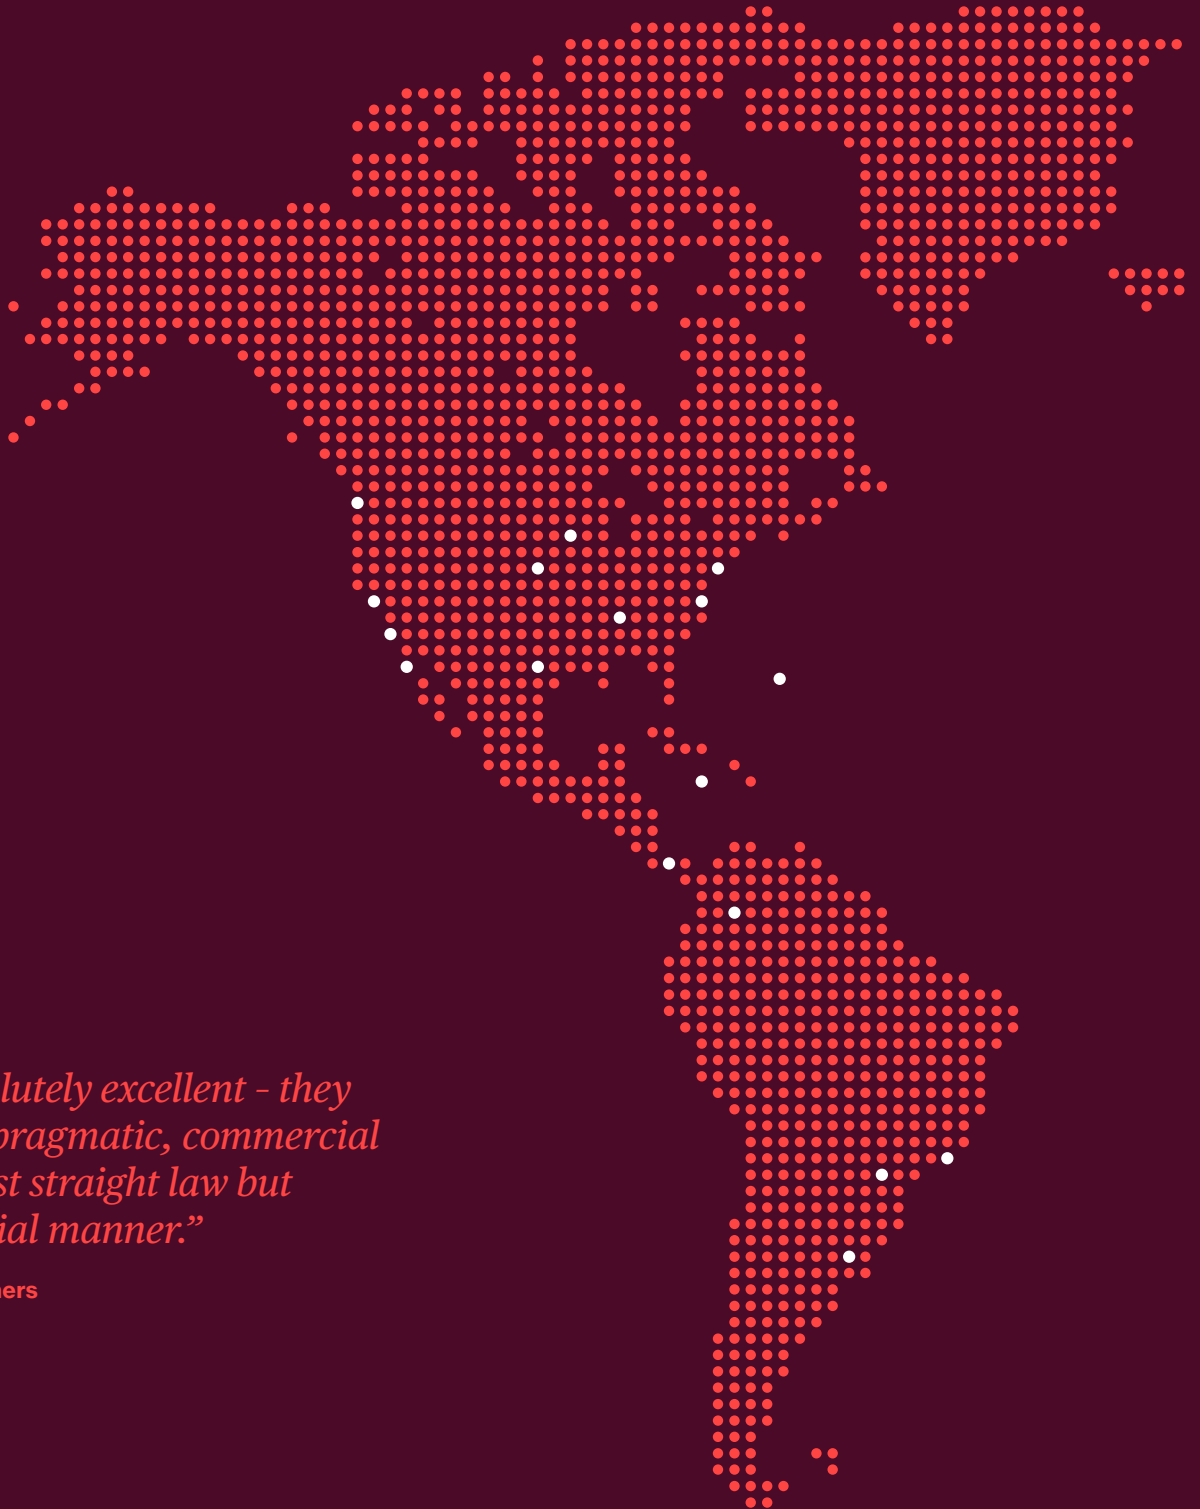 lutely excellent - they
pragmatic, commercial
st straight law but
ial manner.”
ers